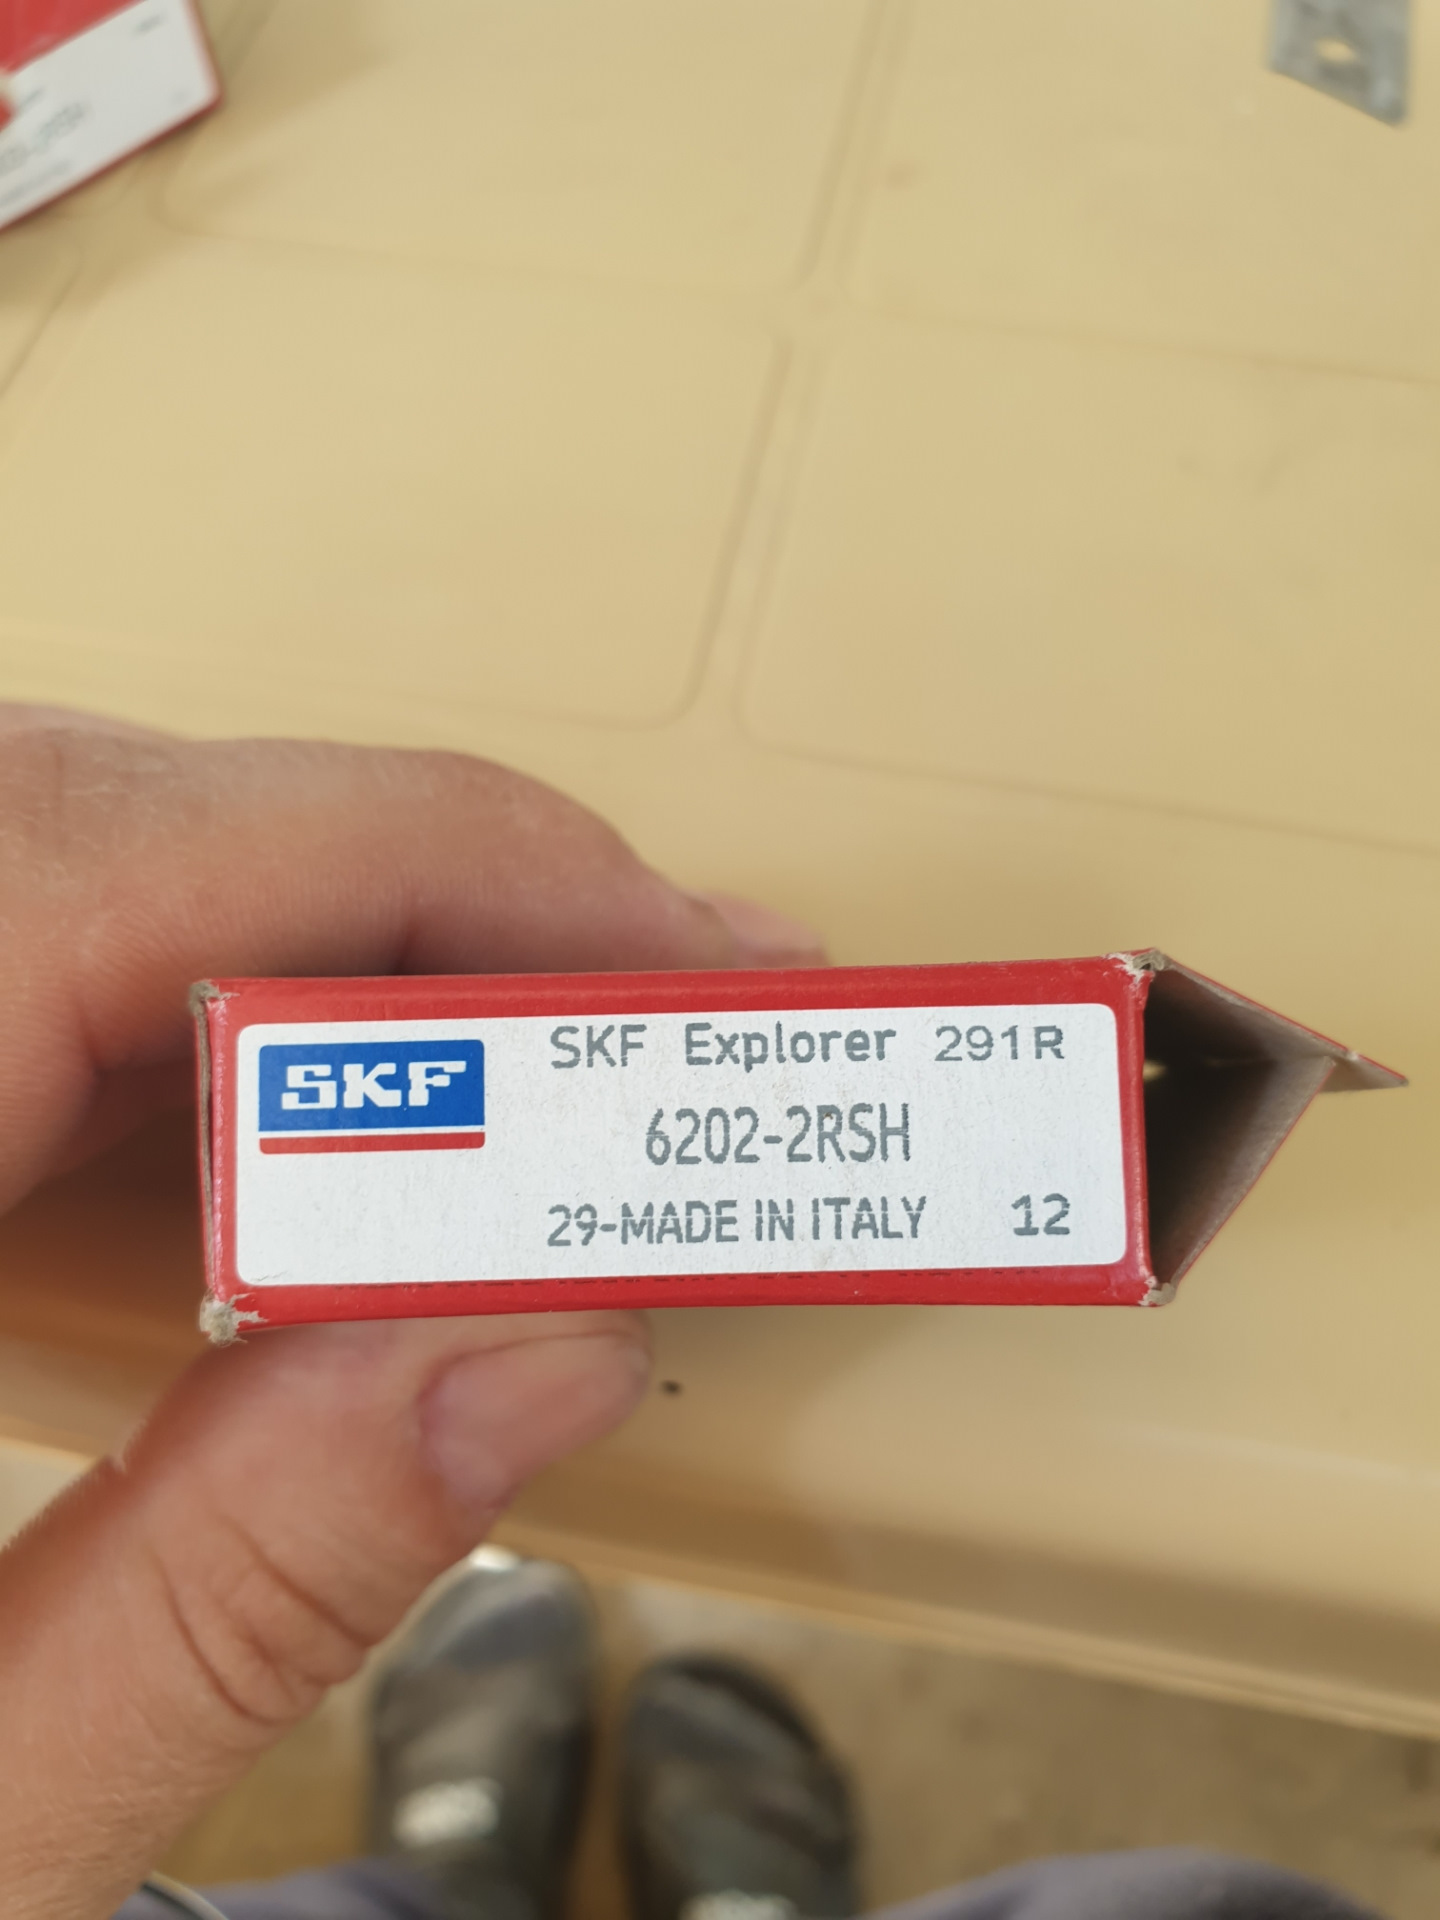 SKF
SKF Explorer 291R
6202-2RSH
29-MADE IN ITALY 12